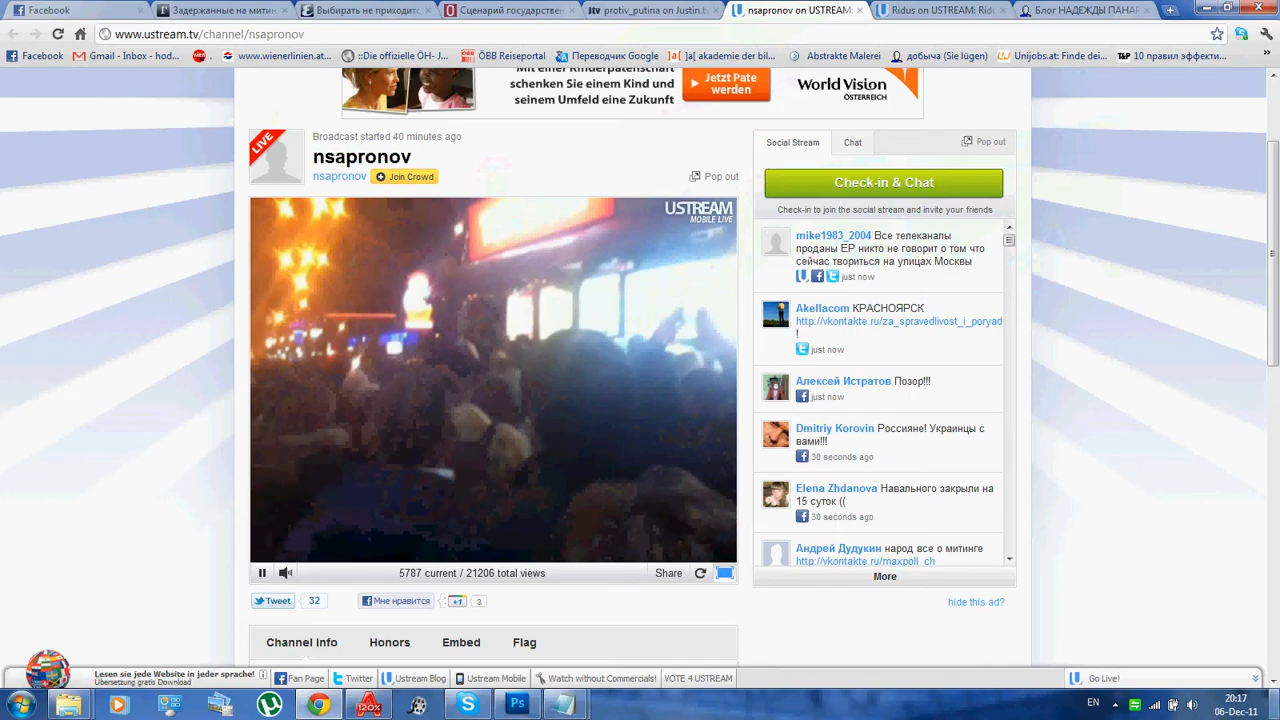 Facebook
Задержанные на митин
Выбирать не приходитс
Сценарий государствен
protiv_putina on Justin.t
nsapronov on USTREAM:
Ridus on USTREAM: Ridu
Блог НАДЕЖДЫ ПАНАР
www.ustream.tv/channel/nsapronov
Facebook
Gmail - Inbox - hod...
www.wienerlinien.at...
::Die offizielle ÖH- J...
ÖBB Reiseportal
Переводчик Google
]a[ akademie der bil...
Abstrakte Malerei
добыча (Sie lügen)
Unijobs.at: Finde dei...
10 правил эффекти...
Mit einer Kinderpatenschaft
schenken Sie einem Kind und
seinem Umfeld eine Zukunft
Jetzt Pate
werden
World Vision
ÖSTERREICH
LIVE
Broadcast started 40 minutes ago
nsapronov
nsapronov
Join Crowd
Pop out
USTREAM
MOBILE LIVE
5787 current / 21206 total views
Share
Tweet
32
Мне нравится
+1
3
Channel Info
Honors
Embed
Flag
Social Stream
Chat
Pop out
Check-in & Chat
Check-in to join the social stream and invite your friends
mike1983_2004 Все телеканалы
проданы ЕР никто не говорит о том что
сейчас твориться на улицах Москвы
just now
Akellacom КРАСНОЯРСК
http://vkontakte.ru/za_spravedlivost_i_poryad
!
just now
Алексей Истратов Позор!!!
just now
Dmitriy Korovin Россияне! Украинцы с
вами!!!
30 seconds ago
Elena Zhdanova Навального закрыли на
15 суток ((
30 seconds ago
Андрей Дудукин народ все о митинге
http://vkontakte.ru/maxpoll_ch
More
hide this ad?
Lesen sie jede Website in jeder sprache!
Übersetzung gratis Download
Fan Page
Twitter
Ustream Blog
Ustream Mobile
Watch without Commercials!
VOTE 4 USTREAM
Go Live!
EN
20:17
06-Dec-11